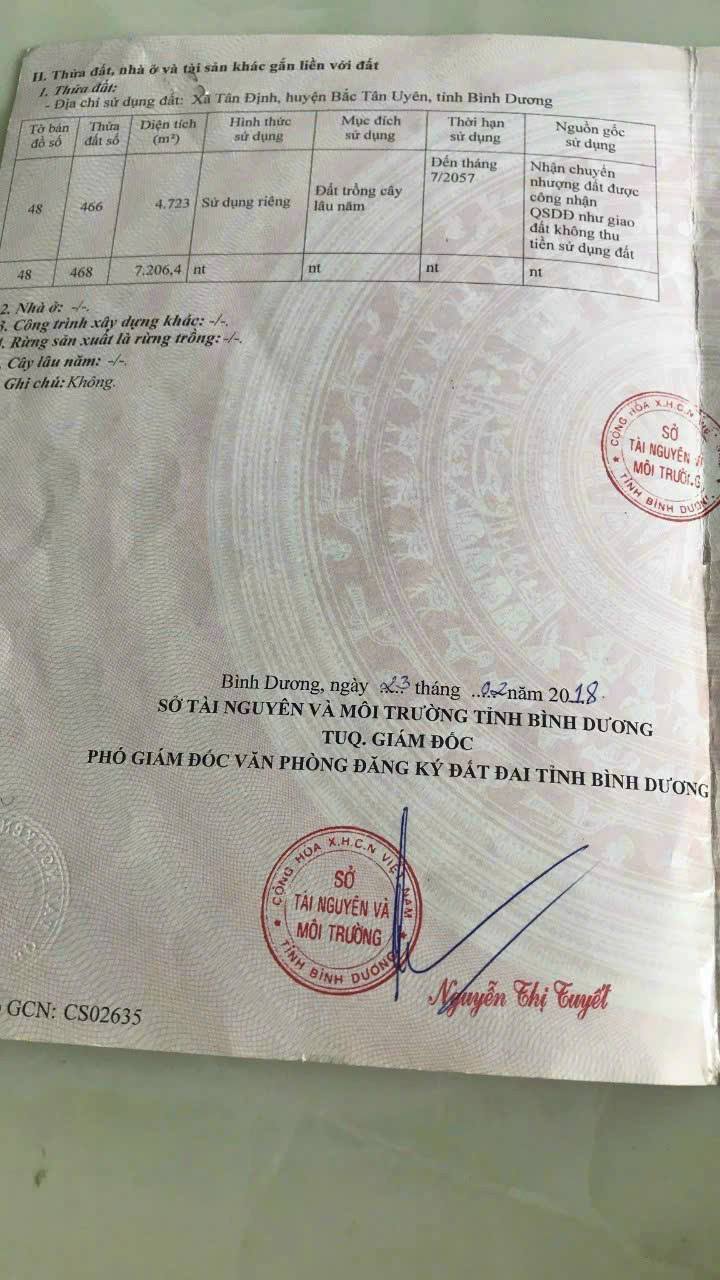 II. Thửa đất, nhà ở và tài sản khác gắn liền với đất
1. Thửa đất:
- Địa chỉ sử dụng đất: Xã Tân Định, huyện Bắc Tân Uyên, tỉnh Bình Dương
Tờ bản đồ số | Thửa đất số | Diện tích (m²) | Hình thức sử dụng | Mục đích sử dụng | Thời hạn sử dụng | Nguồn gốc sử dụng
48 | 466 | 4.723 | Sử dụng riêng | Đất trồng cây lâu năm | Đến tháng 7/2057 | Nhận chuyển nhượng đất được công nhận QSDĐ như giao đất không thu tiền sử dụng đất
48 | 468 | 7.206,4 | nt | nt | nt | nt
2. Nhà ở: -/-.
3. Công trình xây dựng khác: -/-.
. Rừng sản xuất là rừng trồng: -/-.
. Cây lâu năm: -/-.
Ghi chú: Không.
CỘNG HÒA X.H.C.N VIỆ
SỞ
TÀI NGUYÊN V
MÔI TRƯỜNG
TỈNH BÌNH DƯƠNG
Bình Dương, ngày 23 tháng 02 năm 2018
SỞ TÀI NGUYÊN VÀ MÔI TRƯỜNG TỈNH BÌNH DƯƠNG
TUQ. GIÁM ĐỐC
PHÓ GIÁM ĐỐC VĂN PHÒNG ĐĂNG KÝ ĐẤT ĐAI TỈNH BÌNH DƯƠNG
CỘNG HÒA X.H.C.N VIỆT NAM
SỞ
TÀI NGUYÊN VÀ
MÔI TRƯỜNG
TỈNH BÌNH DƯƠNG
Nguyễn Thị Tuyết
GCN: CS02635